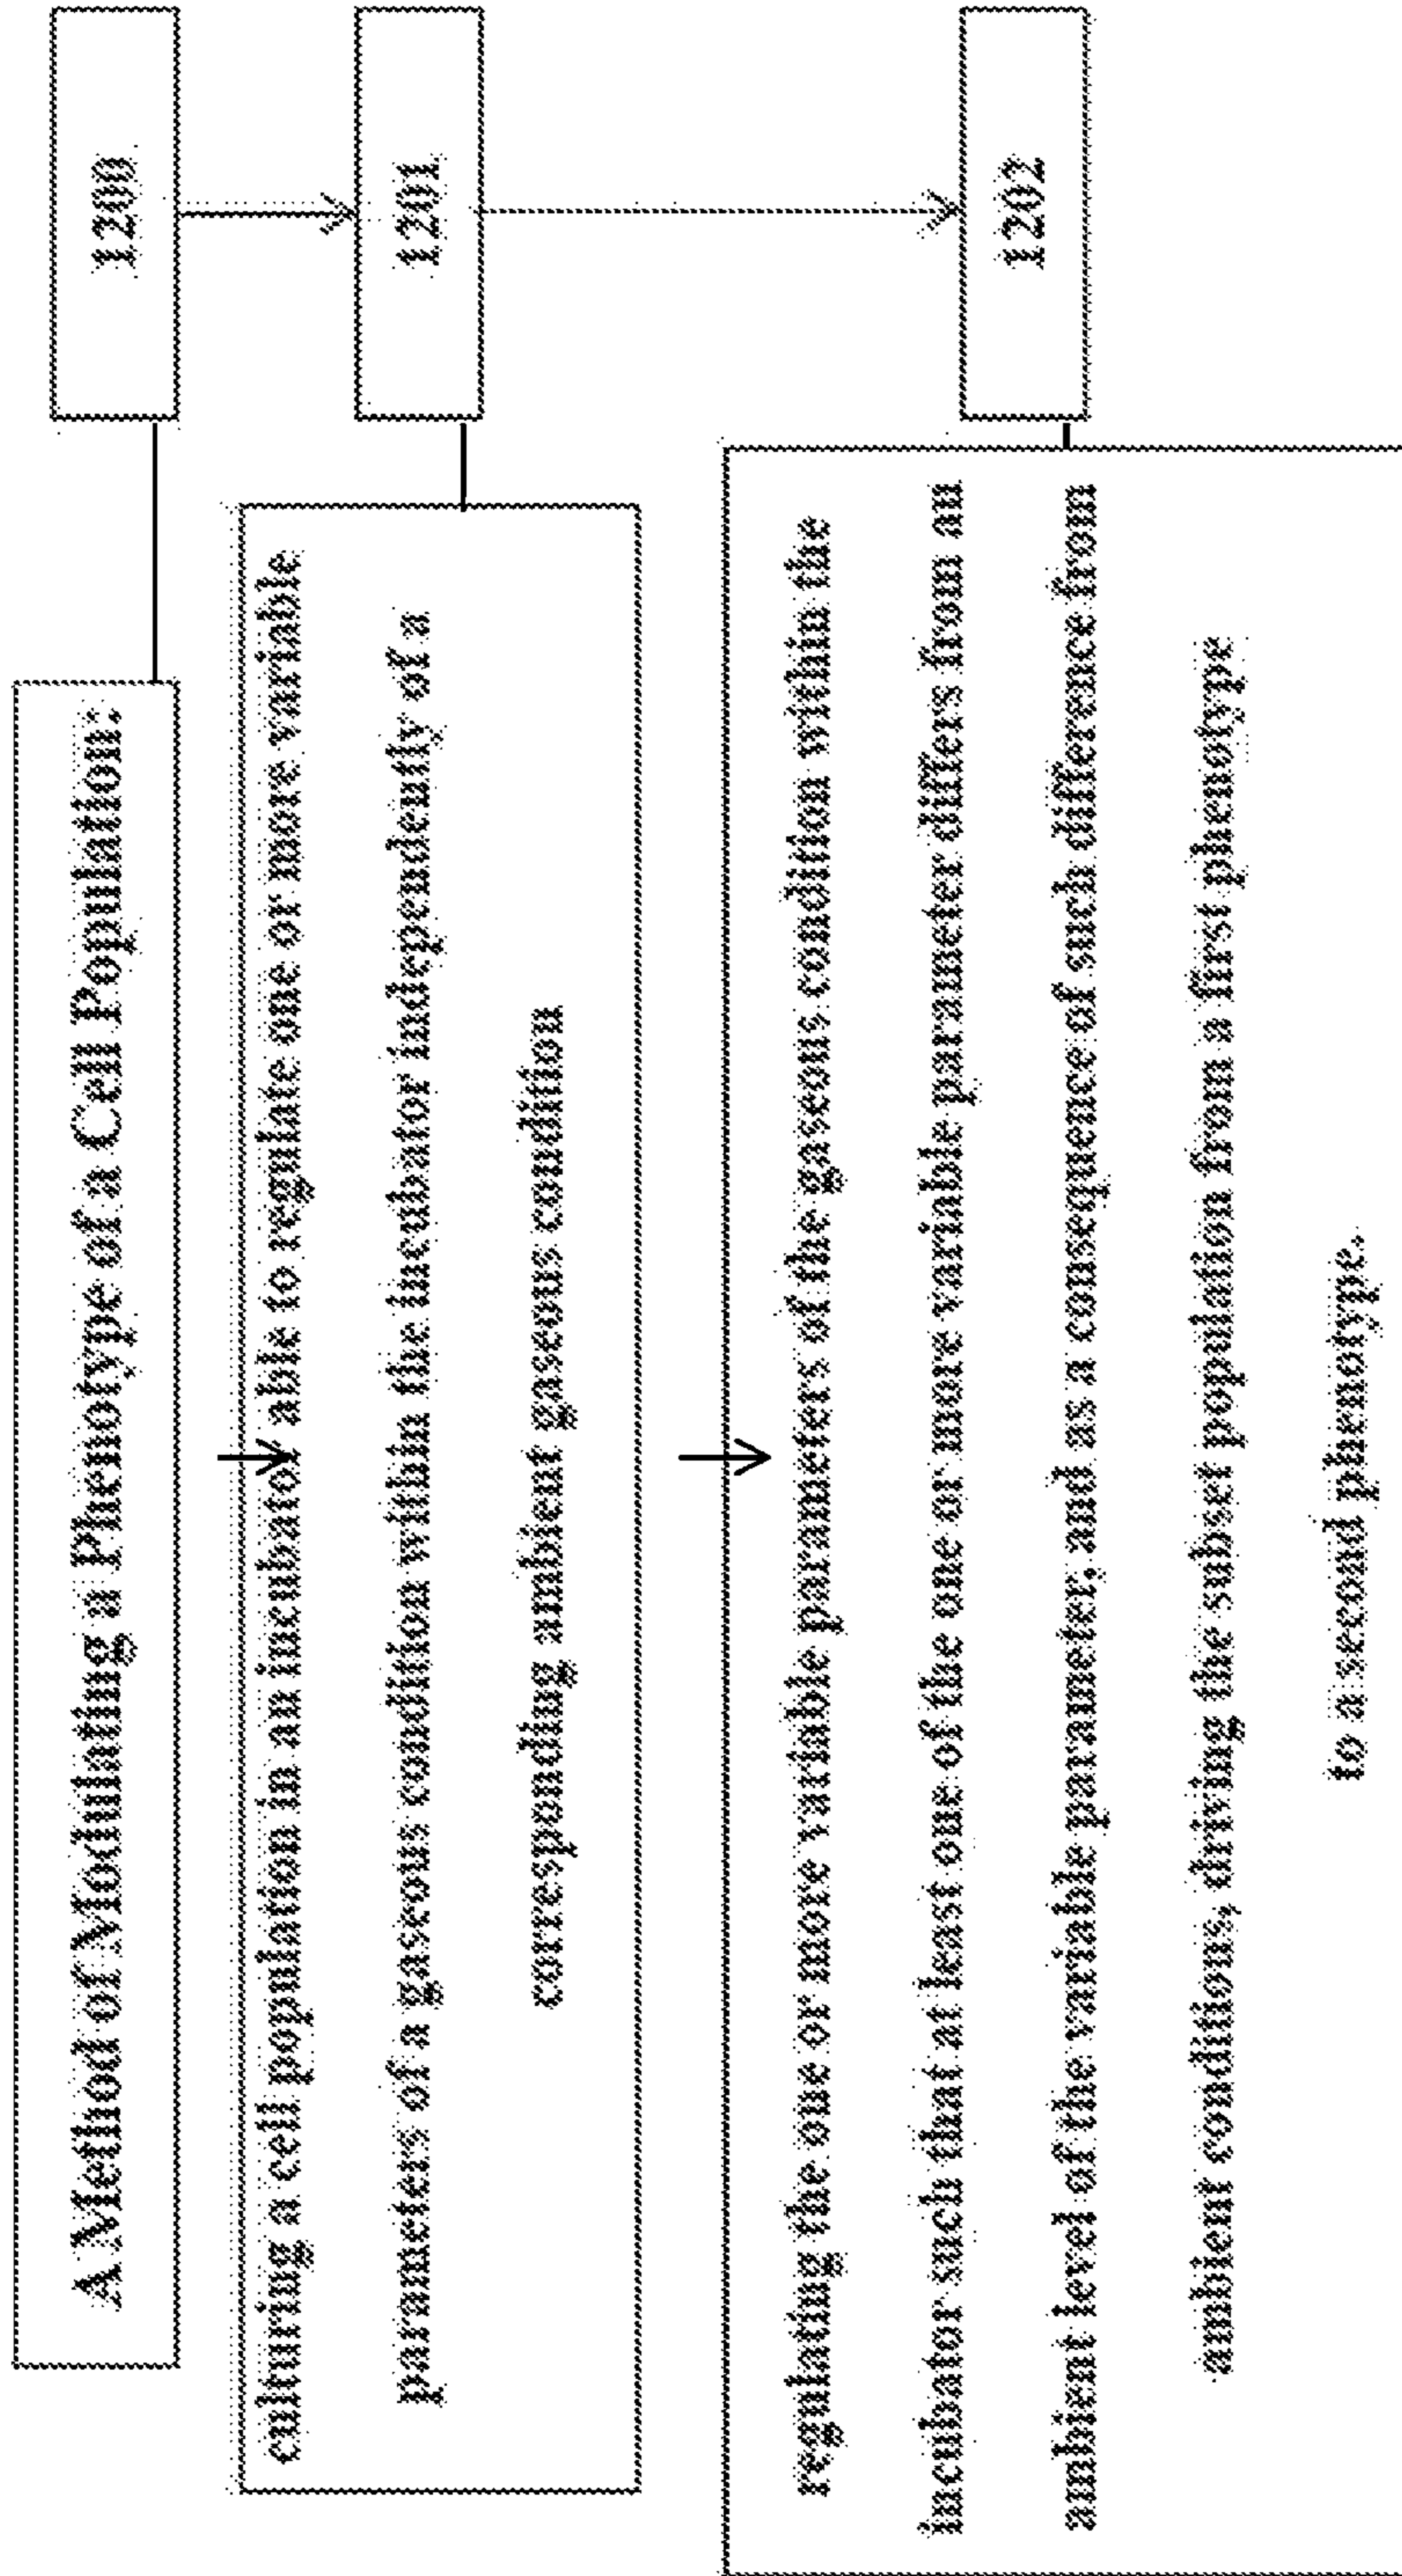 A Method of Modulating a Phenotype of a Cell Population:
1200
culturing a cell population in an incubator able to regulate one or more variable
parameters of a gaseous condition within the incubator independently of a
corresponding ambient gaseous condition
1201
regulating the one or more variable parameters of the gaseous condition within the
incubator such that at least one of the one or more variable parameter differs from an
ambient level of the variable parameter, and as a consequence of such difference from
ambient conditions, driving the subset population from a first phenotype
to a second phenotype.
1202